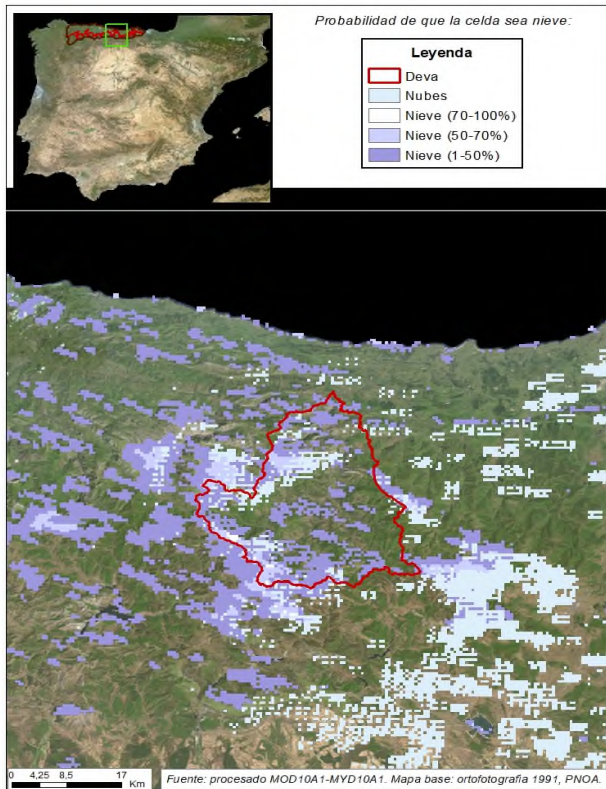 Probabilidad de que la celda sea nieve:
Leyenda
Deva
Nubes
Nieve (70-100%)
Nieve (50-70%)
Nieve (1-50%)
0 4,25 8,5 17
Km
Fuente: procesado MOD10A1-MYD10A1. Mapa base: ortofotografia 1991, PNOA.